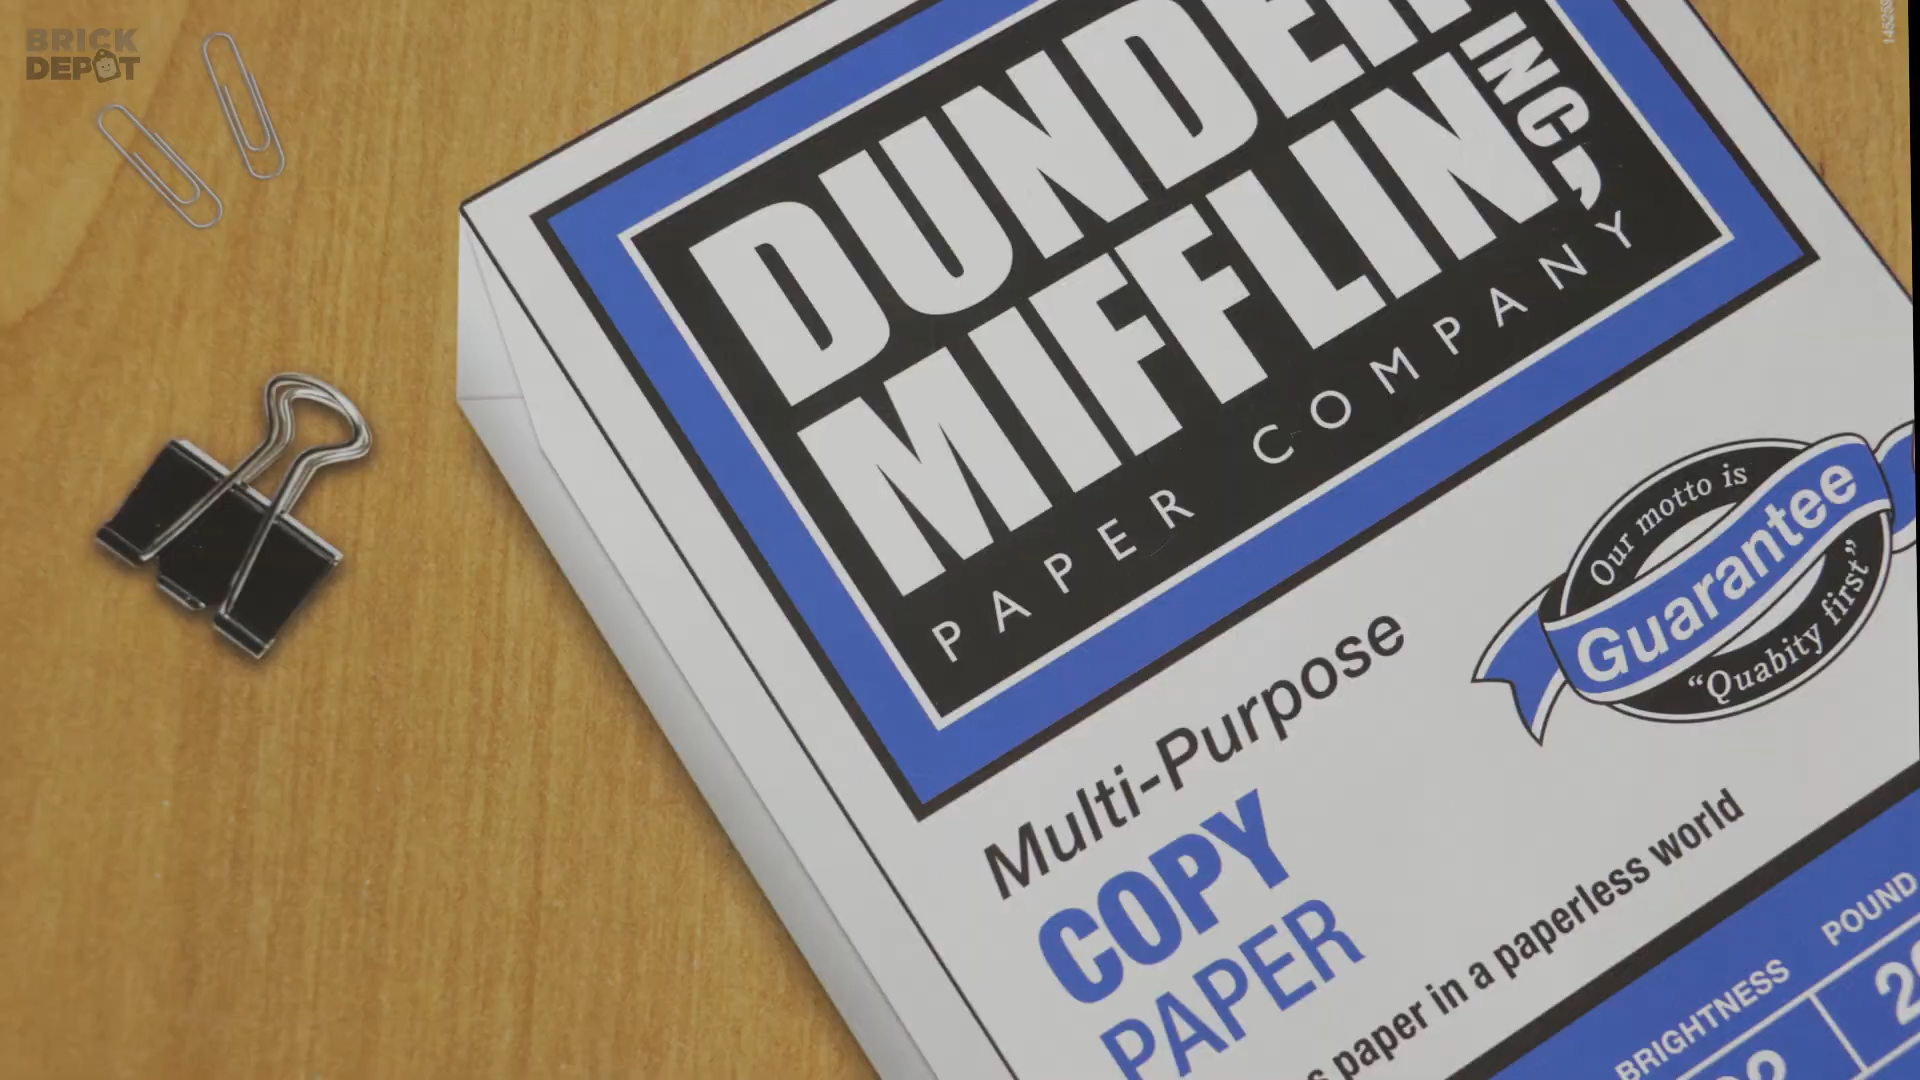 BRICK
DEPOT
DUNDER
MIFFLIN,
INC
PAPER COMPANY
Our motto is
Guarantee
“Quabity first”
Multi-Purpose
COPY
PAPER
paper in a paperless world
POUND
BRIGHTNESS